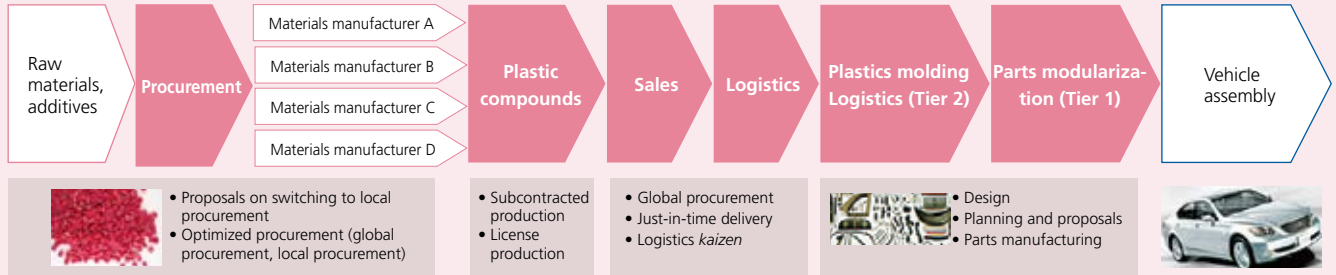 Raw
materials,
additives
Procurement
Materials manufacturer A
Materials manufacturer B
Materials manufacturer C
Materials manufacturer D
Plastic
compounds
Sales
Logistics
Plastics molding
Logistics (Tier 2)
Parts modulariza-
tion (Tier 1)
Vehicle
assembly
• Proposals on switching to local
procurement
• Optimized procurement (global
procurement, local procurement)
• Subcontracted
production
• License
production
• Global procurement
• Just-in-time delivery
• Logistics kaizen
• Design
• Planning and proposals
• Parts manufacturing